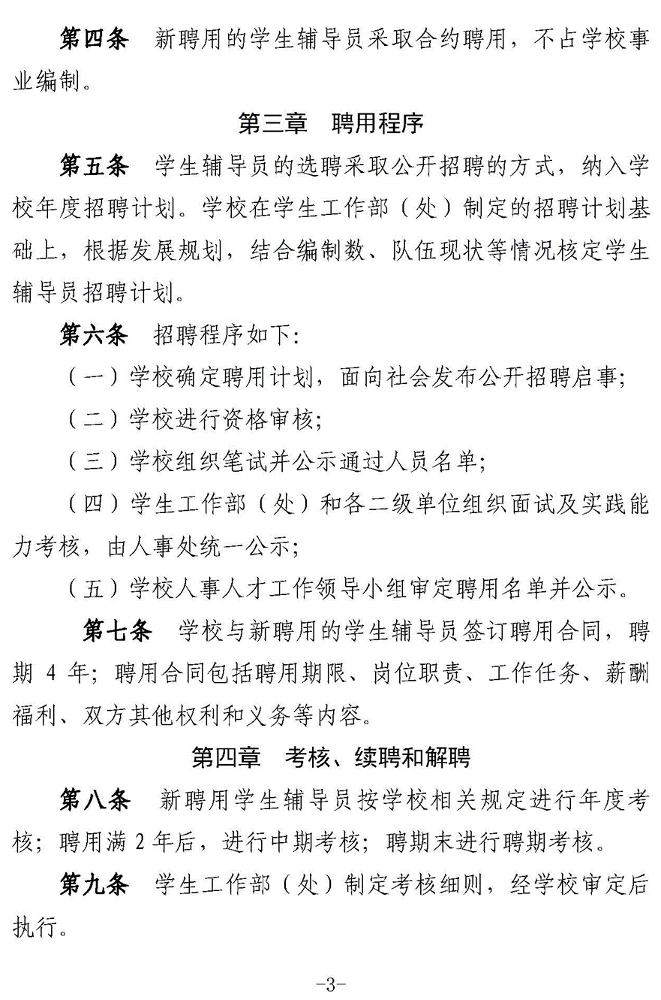 第四条　新聘用的学生辅导员采取合约聘用，不占学校事
业编制。
第三章　聘用程序
第五条　学生辅导员的选聘采取公开招聘的方式，纳入学
校年度招聘计划。学校在学生工作部（处）制定的招聘计划基
础上，根据发展规划，结合编制数、队伍现状等情况核定学生
辅导员招聘计划。
第六条　招聘程序如下：
（一）学校确定聘用计划，面向社会发布公开招聘启事；
（二）学校进行资格审核；
（三）学校组织笔试并公示通过人员名单；
（四）学生工作部（处）和各二级单位组织面试及实践能
力考核，由人事处统一公示；
（五）学校人事人才工作领导小组审定聘用名单并公示。
第七条　学校与新聘用的学生辅导员签订聘用合同，聘
期 4 年；聘用合同包括聘用期限、岗位职责、工作任务、薪酬
福利、双方其他权利和义务等内容。
第四章　考核、续聘和解聘
第八条　新聘用学生辅导员按学校相关规定进行年度考
核；聘用满 2 年后，进行中期考核；聘期末进行聘期考核。
第九条　学生工作部（处）制定考核细则，经学校审定后
执行。
-3-